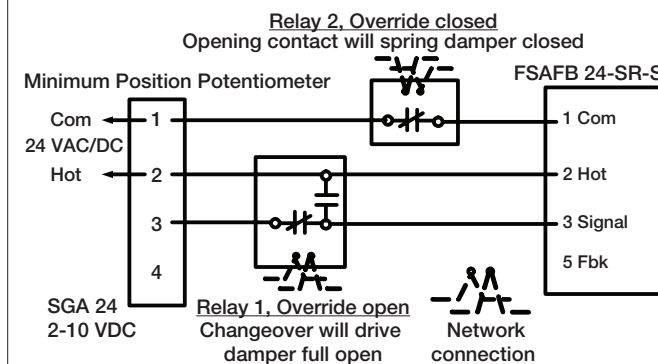 Relay 2, Override closed
Opening contact will spring damper closed
Minimum Position Potentiometer
FSAFB 24-SR-S
Com
1
1 Com
24 VAC/DC
Hot
2
2 Hot
3
3 Signal
4
5 Fbk
SGA 24
2-10 VDC
Relay 1, Override open
Changeover will drive
damper full open
Network
connection